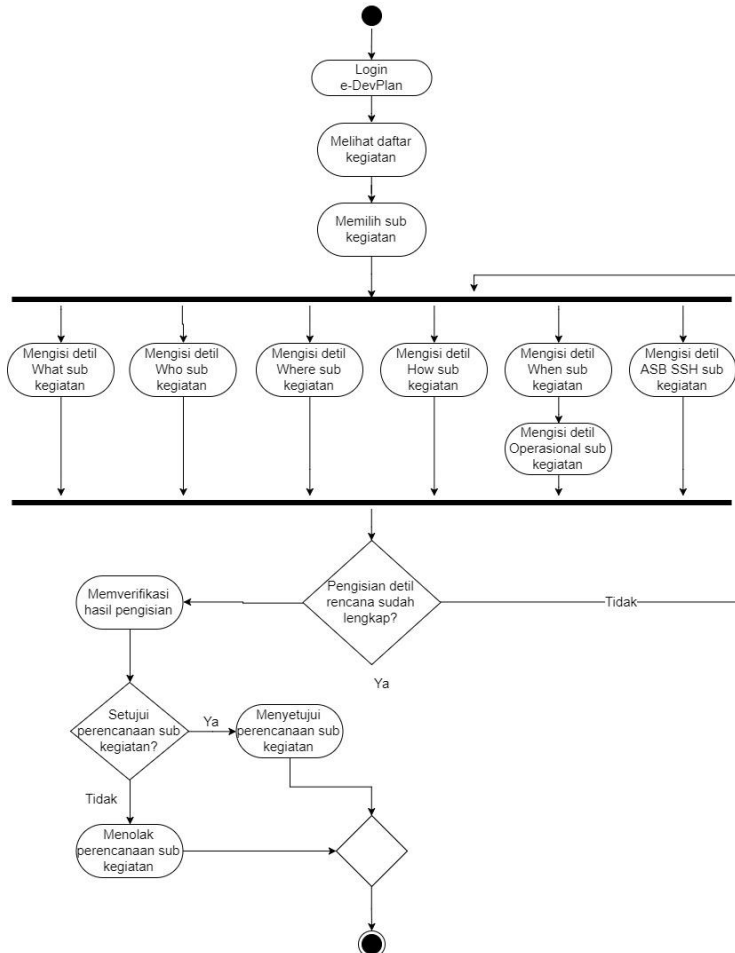 Login
e-DevPlan
Melihat daftar
kegiatan
Memilih sub
kegiatan
Mengisi detil
What sub
kegiatan
Mengisi detil
Who sub
kegiatan
Mengisi detil
Where sub
kegiatan
Mengisi detil
How sub
kegiatan
Mengisi detil
When sub
kegiatan
Mengisi detil
ASB SSH sub
kegiatan
Mengisi detil
Operasional sub
kegiatan
Pengisian detil
rencana sudah
lengkap?
Tidak
Ya
Memverifikasi
hasil pengisian
Setujui
perencanaan sub
kegiatan?
Ya
Menyetujui
perencanaan sub
kegiatan
Tidak
Menolak
perencanaan sub
kegiatan